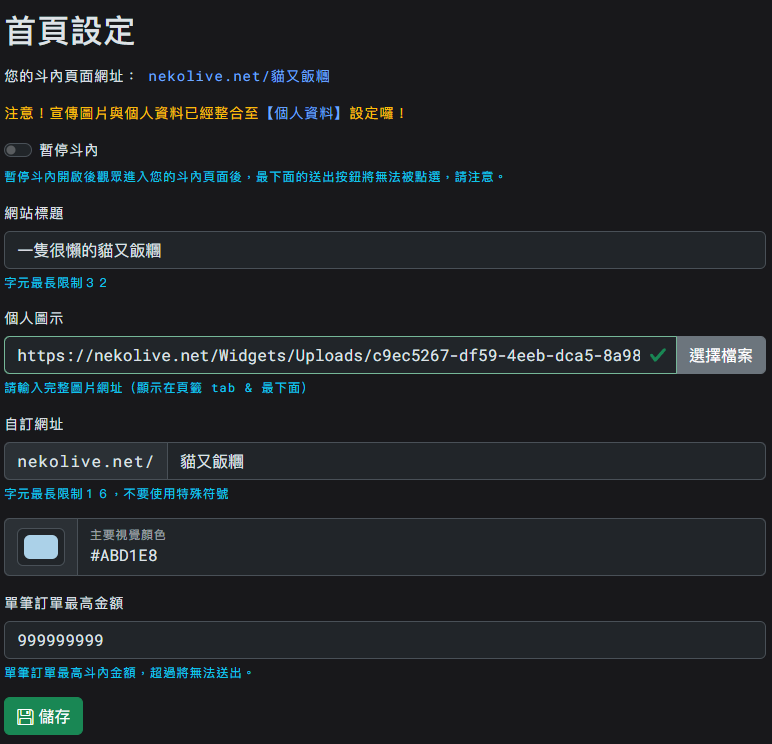 首頁設定
您的斗內頁面網址： nekolive.net/貓又飯糰
注意！宣傳圖片與個人資料已經整合至【個人資料】設定囉！
暫停斗內
暫停斗內開啟後觀眾進入您的斗內頁面後，最下面的送出按鈕將無法被點選，請注意。
網站標題
一隻很懶的貓又飯糰
字元最長限制３２
個人圖示
https://nekolive.net/Widgets/Uploads/c9ec5267-df59-4eeb-dca5-8a98 選擇檔案
請輸入完整圖片網址（顯示在頁籤 tab & 最下面）
自訂網址
nekolive.net/ 貓又飯糰
字元最長限制１６，不要使用特殊符號
主要視覺顏色
#ABD1E8
單筆訂單最高金額
999999999
單筆訂單最高斗內金額，超過將無法送出。
儲存